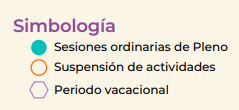 Simbología
Sesiones ordinarias de Pleno
Suspensión de actividades
Periodo vacacional